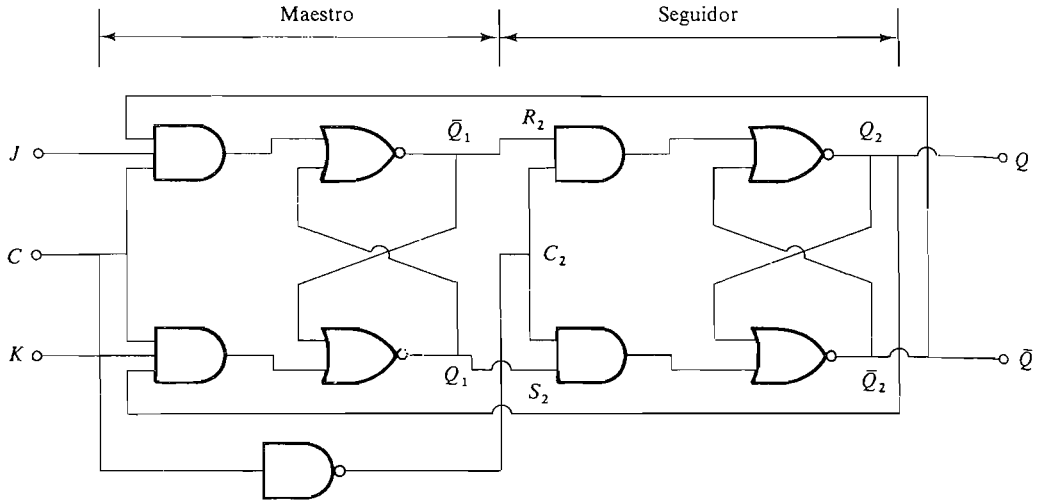 Maestro
Seguidor
J
C
K
Q̄₁
Q₁
R₂
C₂
S₂
Q₂
Q̄₂
Q
Q̄